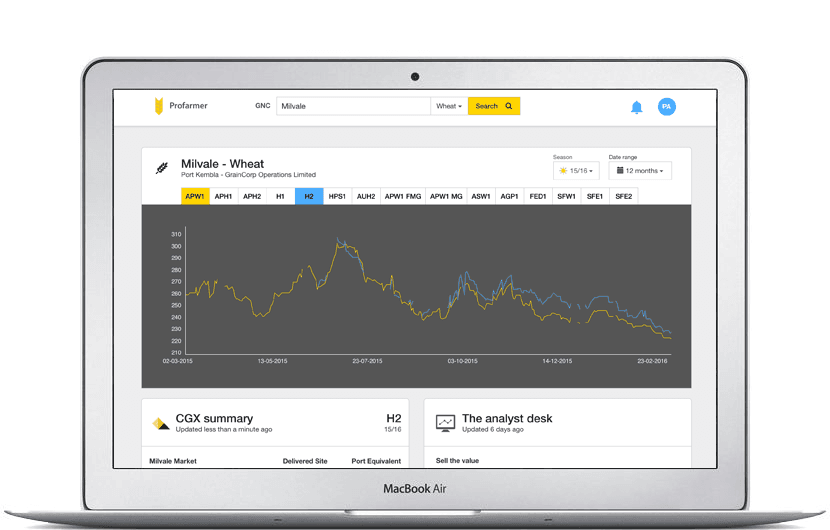 Profarmer GNC Milvale Wheat Search PA
Milvale - Wheat
Port Kembla - GrainCorp Operations Limited
Season Date range
15/16 12 months
APW1 APH1 APH2 H1 H2 HPS1 AUH2 APW1 FMG APW1 MG ASW1 AGP1 FED1 SFW1 SFE1 SFE2
310
300
290
280
270
260
250
240
230
220
210
02-03-2015 13-05-2015 23-07-2015 03-10-2015 14-12-2015 23-02-2016
CGX summary H2
Updated less than a minute ago 15/16
Milvale Market Delivered Site Port Equivalent
The analyst desk
Updated 6 days ago
Sell the value
MacBook Air